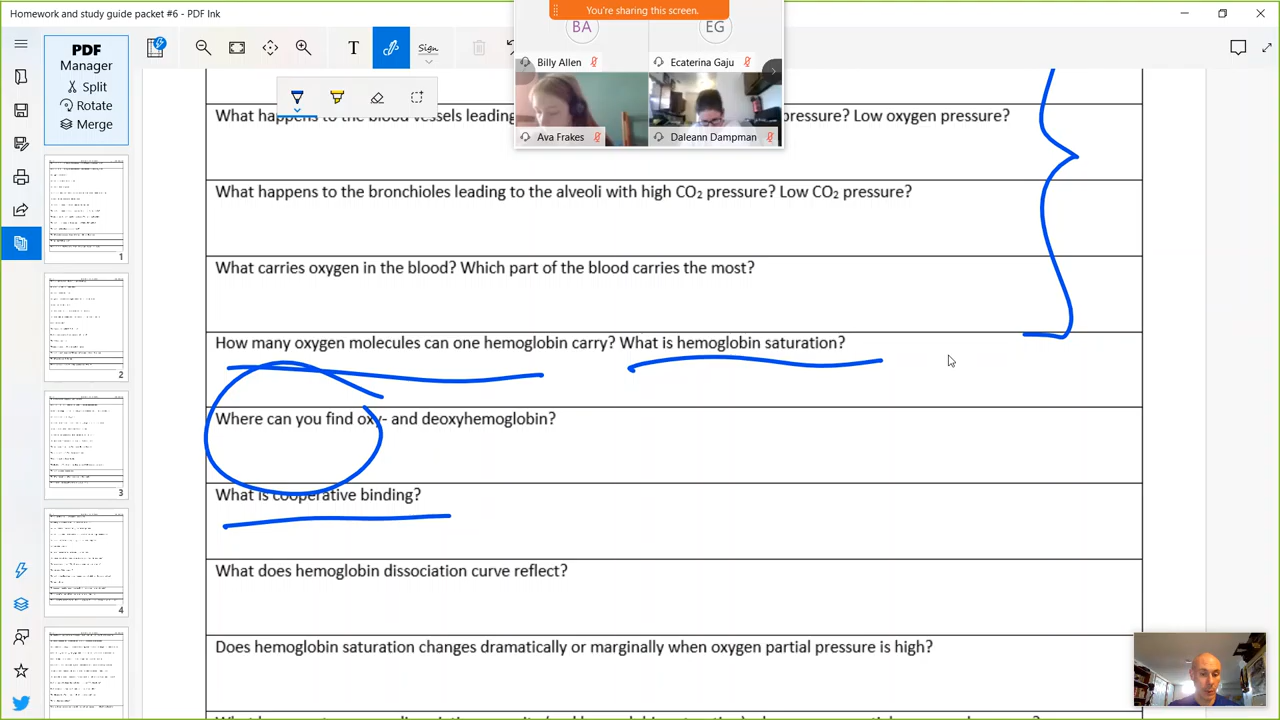 Homework and study guide packet #6 - PDF Ink
You're sharing this screen.
PDF
Manager
Split
Rotate
Merge
T
Sign
BA
EG
Billy Allen
Ecaterina Gaju
Ava Frakes
Daleann Dampman
What happens to the blood vessels leading pressure? Low oxygen pressure?
What happens to the bronchioles leading to the alveoli with high CO₂ pressure? Low CO₂ pressure?
What carries oxygen in the blood? Which part of the blood carries the most?
How many oxygen molecules can one hemoglobin carry? What is hemoglobin saturation?
Where can you find oxy- and deoxyhemoglobin?
What is cooperative binding?
What does hemoglobin dissociation curve reflect?
Does hemoglobin saturation changes dramatically or marginally when oxygen partial pressure is high?
1
2
3
4